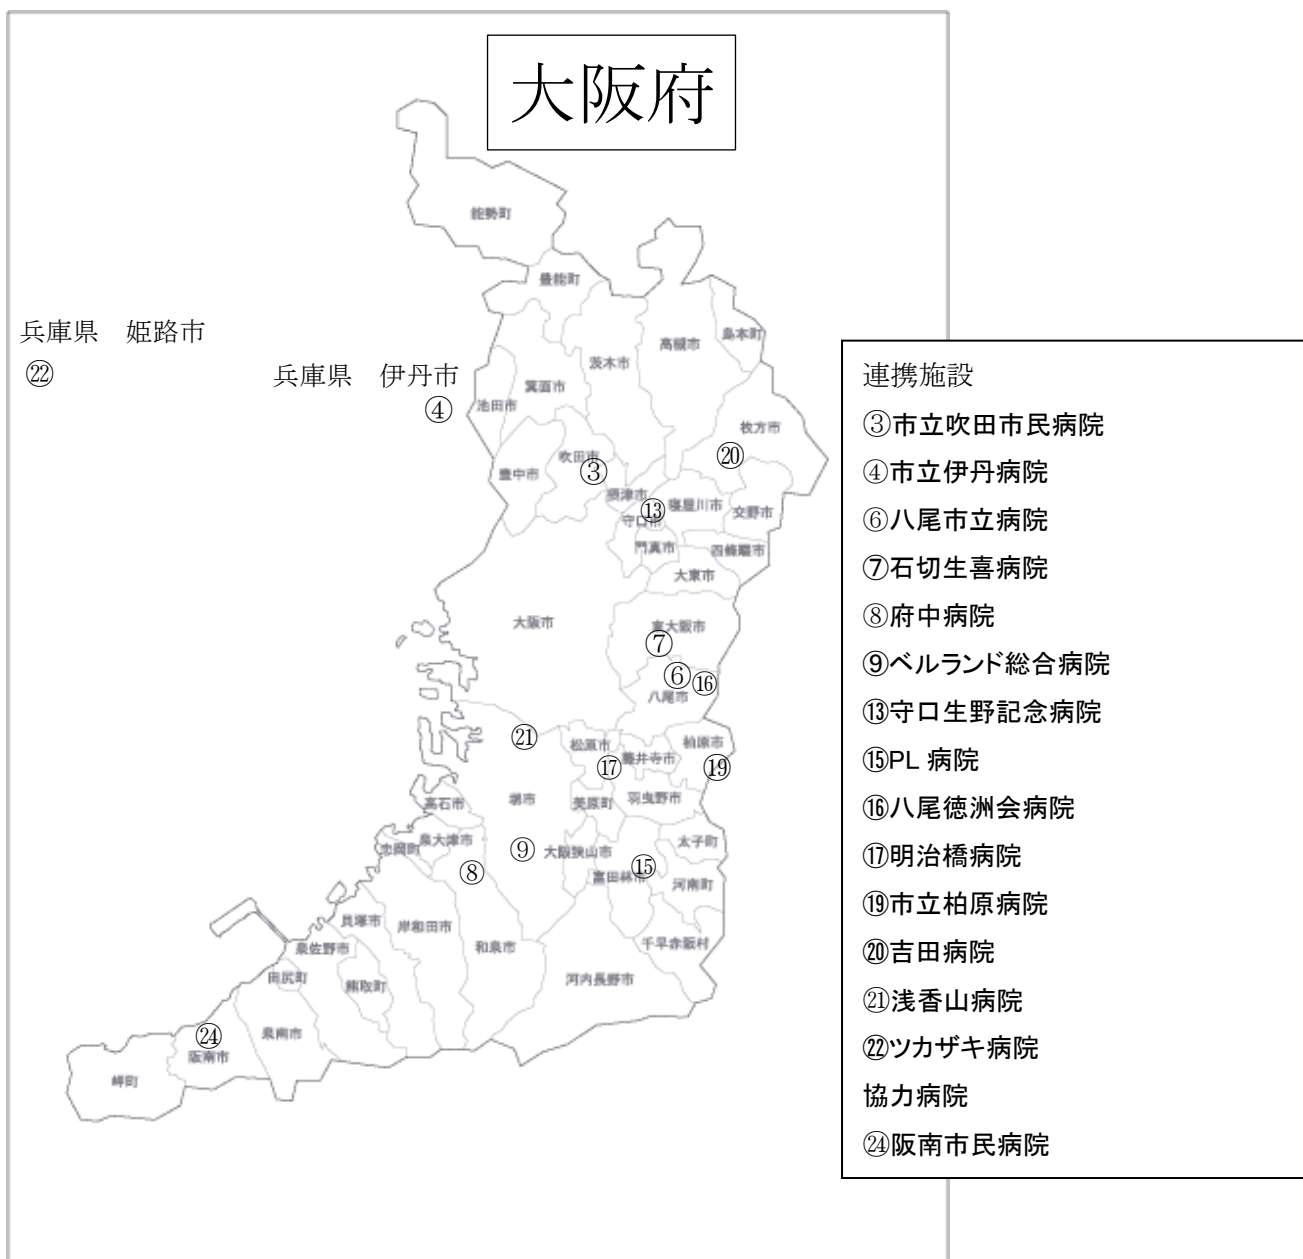 大阪府
能勢町
豊能町
兵庫県　姫路市
㉒
兵庫県　伊丹市
④
島本町
高槻市
茨木市
箕面市
池田市
枚方市
⑳
吹田市
③
豊中市
摂津市
寝屋川市
交野市
⑬
守口市
門真市
四條畷市
大東市
大阪市
東大阪市
⑦
⑥
⑯
八尾市
㉑
松原市
藤井寺市
柏原市
⑰
⑲
高石市
堺市
美原町
羽曳野市
泉大津市
忠岡町
⑨
大阪狭山市
太子町
⑧
富田林市
⑮
河南町
貝塚市
岸和田市
和泉市
千早赤阪村
泉佐野市
田尻町
熊取町
河内長野市
泉南市
㉔
阪南市
岬町
連携施設
③市立吹田市民病院
④市立伊丹病院
⑥八尾市立病院
⑦石切生喜病院
⑧府中病院
⑨ベルランド総合病院
⑬守口生野記念病院
⑮PL 病院
⑯八尾徳洲会病院
⑰明治橋病院
⑲市立柏原病院
⑳吉田病院
㉑浅香山病院
㉒ツカザキ病院
協力病院
㉔阪南市民病院